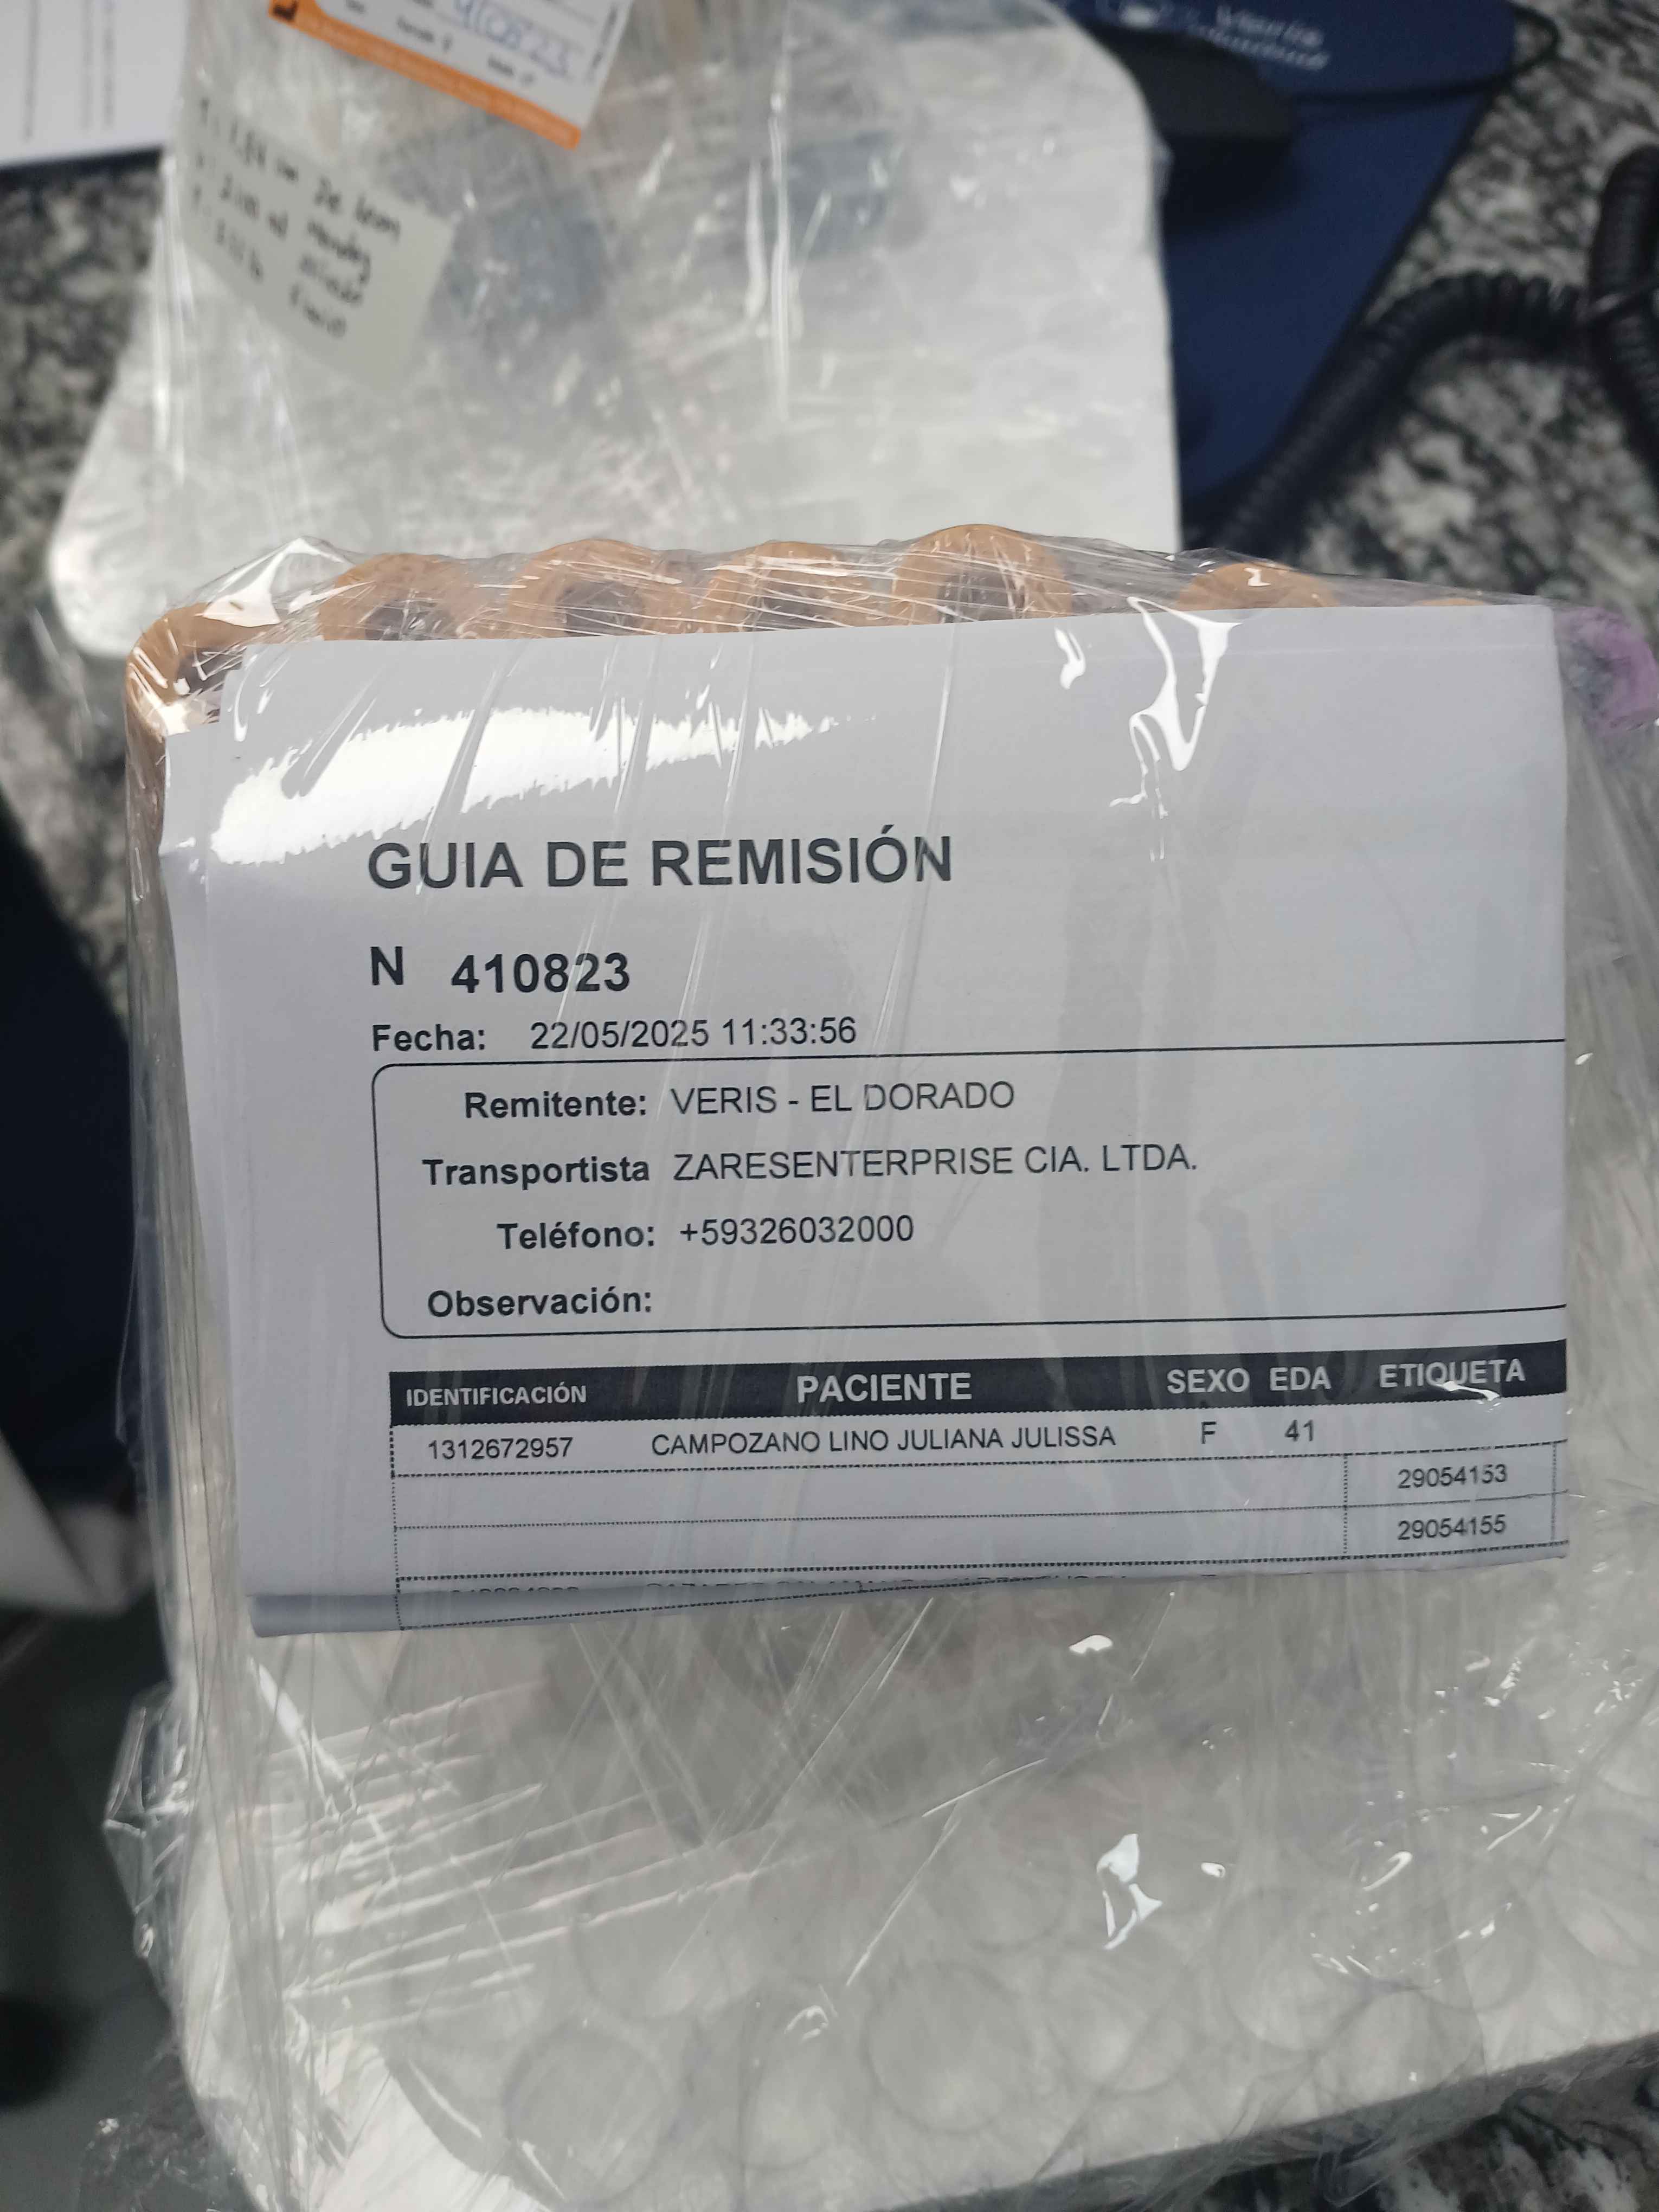 410823
GUIA DE REMISIÓN
N 410823
Fecha: 22/05/2025 11:33:56
Remitente: VERIS - EL DORADO
Transportista ZARESENTERPRISE CIA. LTDA.
Teléfono: +59326032000
Observación:
IDENTIFICACIÓN PACIENTE SEXO EDA ETIQUETA
1312672957 CAMPOZANO LINO JULIANA JULISSA F 41
29054153
29054155